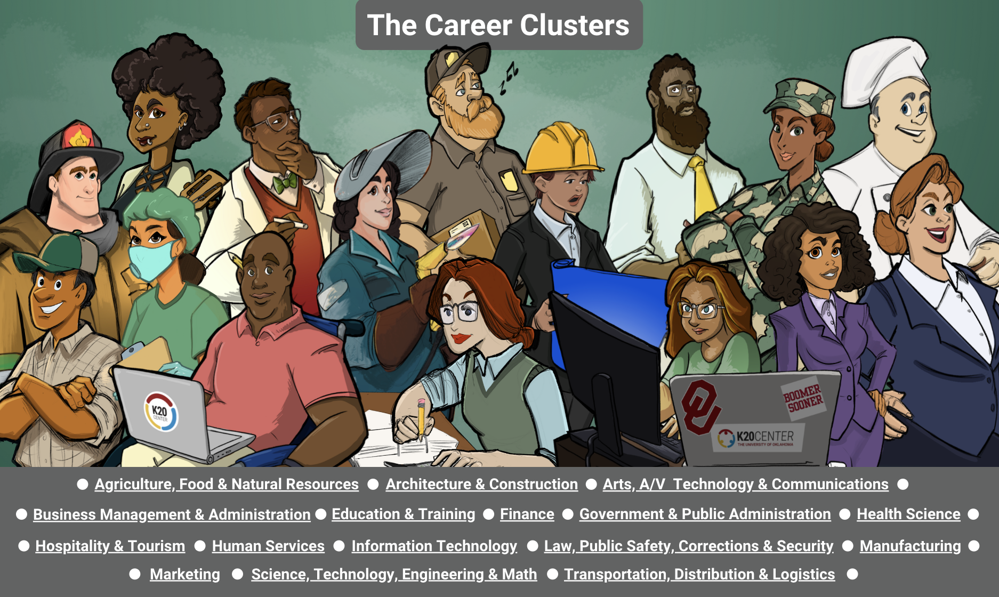 The Career Clusters
K20
CENTER
OU
BOOMER
SOONER
K20CENTER
THE UNIVERSITY OF OKLAHOMA
● Agriculture, Food & Natural Resources ● Architecture & Construction ● Arts, A/V Technology & Communications ●
● Business Management & Administration ● Education & Training ● Finance ● Government & Public Administration ● Health Science ●
● Hospitality & Tourism ● Human Services ● Information Technology ● Law, Public Safety, Corrections & Security ● Manufacturing ●
● Marketing ● Science, Technology, Engineering & Math ● Transportation, Distribution & Logistics ●